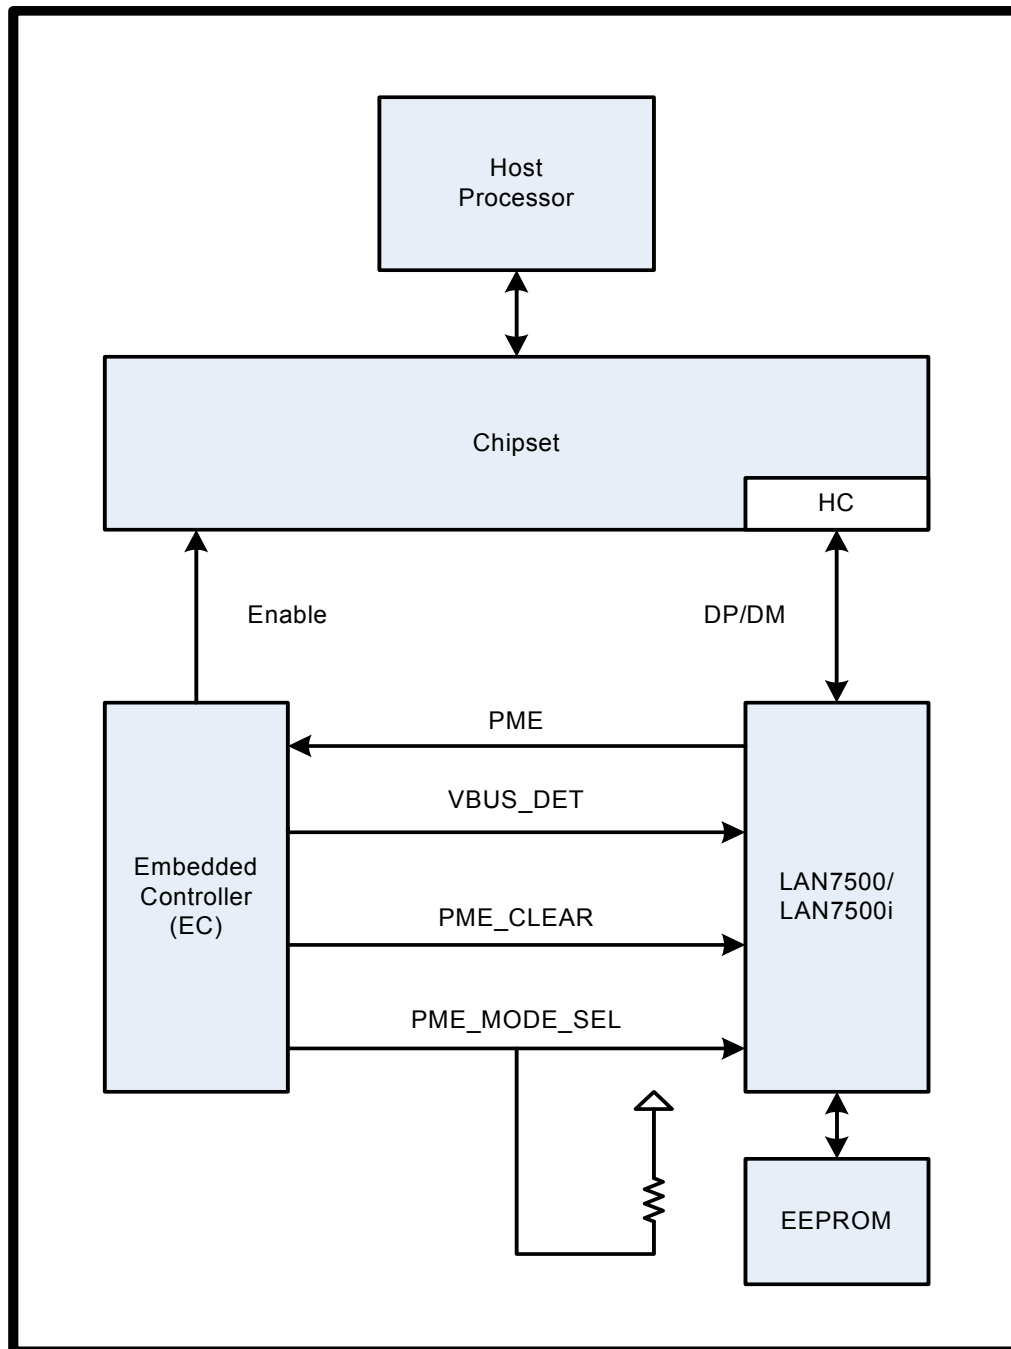 Host
Processor
Chipset
HC
Enable
DP/DM
PME
VBUS_DET
Embedded
Controller
(EC)
LAN7500/
LAN7500i
PME_CLEAR
PME_MODE_SEL
EEPROM